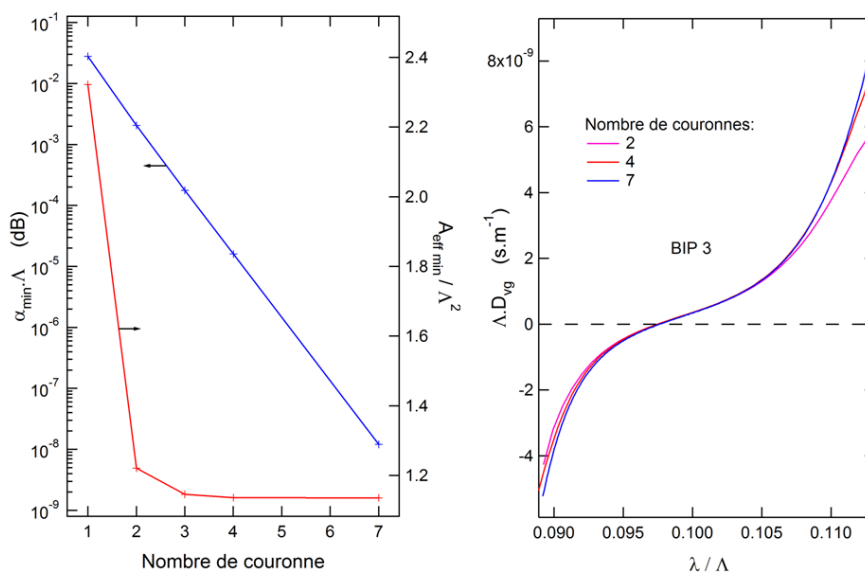 10⁻¹
10⁻²
10⁻³
10⁻⁴
10⁻⁵
10⁻⁶
10⁻⁷
10⁻⁸
10⁻⁹
α_min.Λ (dB)
1 2 3 4 5 6 7
Nombre de couronne
2.4
2.2
2.0
1.8
1.6
1.4
1.2
A_eff min / Λ²
8x10⁻⁹
6
4
2
0
-2
-4
Λ.D_vg (s.m⁻¹)
Nombre de couronnes:
2
4
7
BIP 3
0.090 0.095 0.100 0.105 0.110
λ / Λ